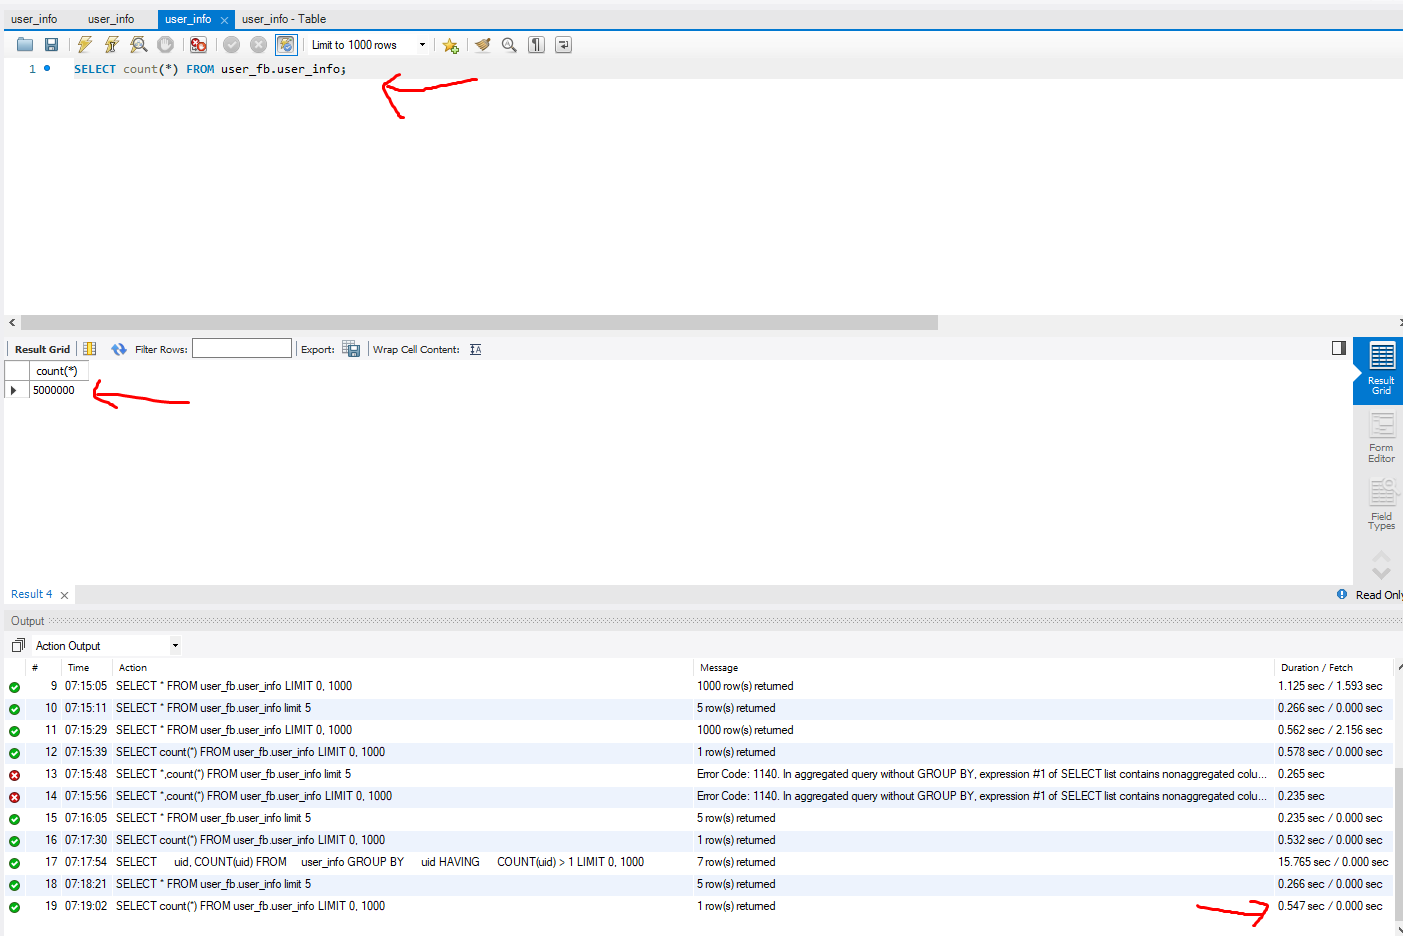 user_info user_info user_info user_info - Table
Limit to 1000 rows
1 SELECT count(*) FROM user_fb.user_info;
Result Grid Filter Rows: Export: Wrap Cell Content:
count(*)
5000000
Result
Grid
Form
Editor
Field
Types
Result 4 Read Only
Output
Action Output
# Time Action Message Duration / Fetch
9 07:15:05 SELECT * FROM user_fb.user_info LIMIT 0, 1000 1000 row(s) returned 1.125 sec / 1.593 sec
10 07:15:11 SELECT * FROM user_fb.user_info limit 5 5 row(s) returned 0.266 sec / 0.000 sec
11 07:15:29 SELECT * FROM user_fb.user_info LIMIT 0, 1000 1000 row(s) returned 0.562 sec / 2.156 sec
12 07:15:39 SELECT count(*) FROM user_fb.user_info LIMIT 0, 1000 1 row(s) returned 0.578 sec / 0.000 sec
13 07:15:48 SELECT *,count(*) FROM user_fb.user_info limit 5 Error Code: 1140. In aggregated query without GROUP BY, expression #1 of SELECT list contains nonaggregated colu... 0.265 sec
14 07:15:56 SELECT *,count(*) FROM user_fb.user_info LIMIT 0, 1000 Error Code: 1140. In aggregated query without GROUP BY, expression #1 of SELECT list contains nonaggregated colu... 0.235 sec
15 07:16:05 SELECT * FROM user_fb.user_info limit 5 5 row(s) returned 0.235 sec / 0.000 sec
16 07:17:30 SELECT count(*) FROM user_fb.user_info LIMIT 0, 1000 1 row(s) returned 0.532 sec / 0.000 sec
17 07:17:54 SELECT uid, COUNT(uid) FROM user_info GROUP BY uid HAVING COUNT(uid) > 1 LIMIT 0, 1000 7 row(s) returned 15.765 sec / 0.000 sec
18 07:18:21 SELECT * FROM user_fb.user_info limit 5 5 row(s) returned 0.266 sec / 0.000 sec
19 07:19:02 SELECT count(*) FROM user_fb.user_info LIMIT 0, 1000 1 row(s) returned 0.547 sec / 0.000 sec